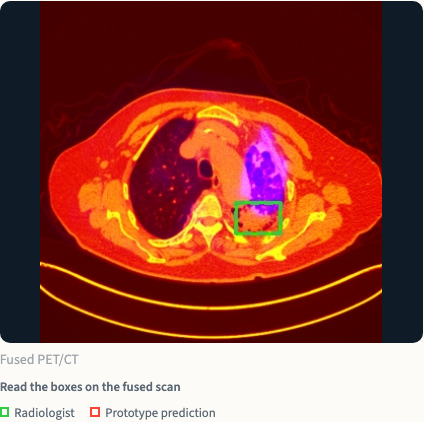 Fused PET/CT
Read the boxes on the fused scan
Radiologist Prototype prediction